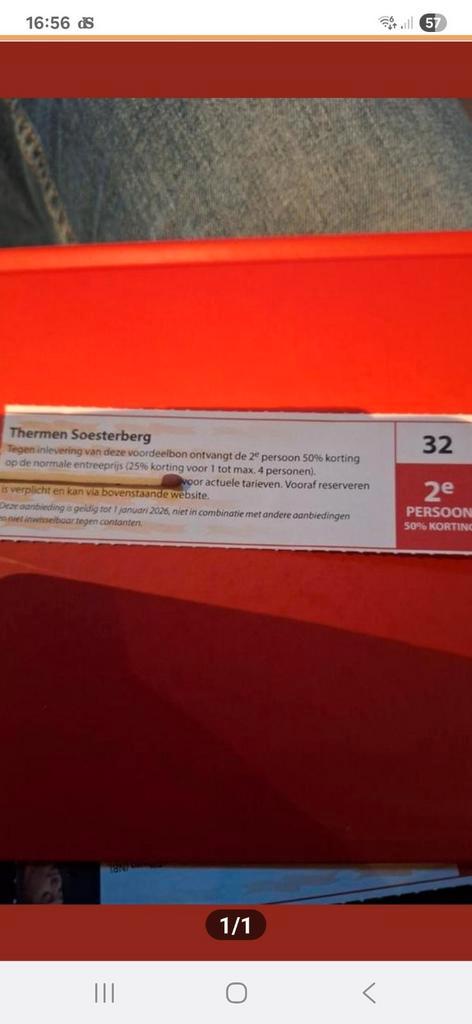 16:56
57
Thermen Soesterberg
Tegen inlevering van deze voordeelbon ontvangt de 2e persoon 50% korting
op de normale entreeprijs (25% korting voor 1 tot max. 4 personen).
voor actuele tarieven. Vooraf reserveren
is verplicht en kan via bovenstaande website.
Deze aanbieding is geldig tot 1 januari 2026, niet in combinatie met andere aanbiedingen
en niet inwisselbaar tegen contanten.
32
2e
PERSOON
50% KORTING
1/1